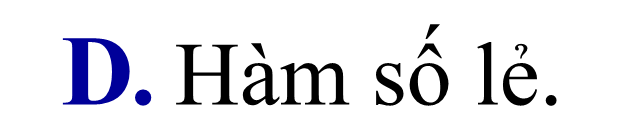 D. Hàm số lẻ.